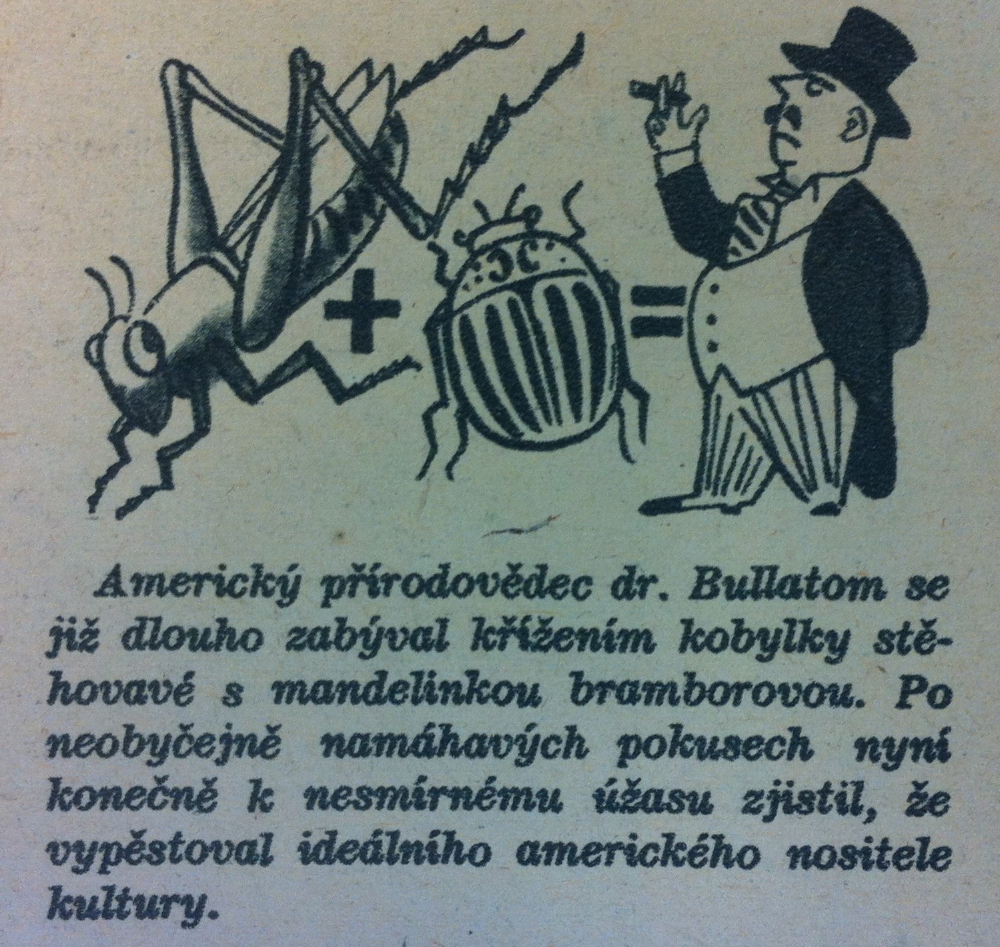 Americký přírodovědec dr. Bullatom se
již dlouho zabýval křížením kobylky stě-
hovavé s mandelinkou bramborovou. Po
neobyčejně namáhavých pokusech nyní
konečně k nesmírnému úžasu zjistil, že
vypěstoval ideálního amerického nositele
kultury.